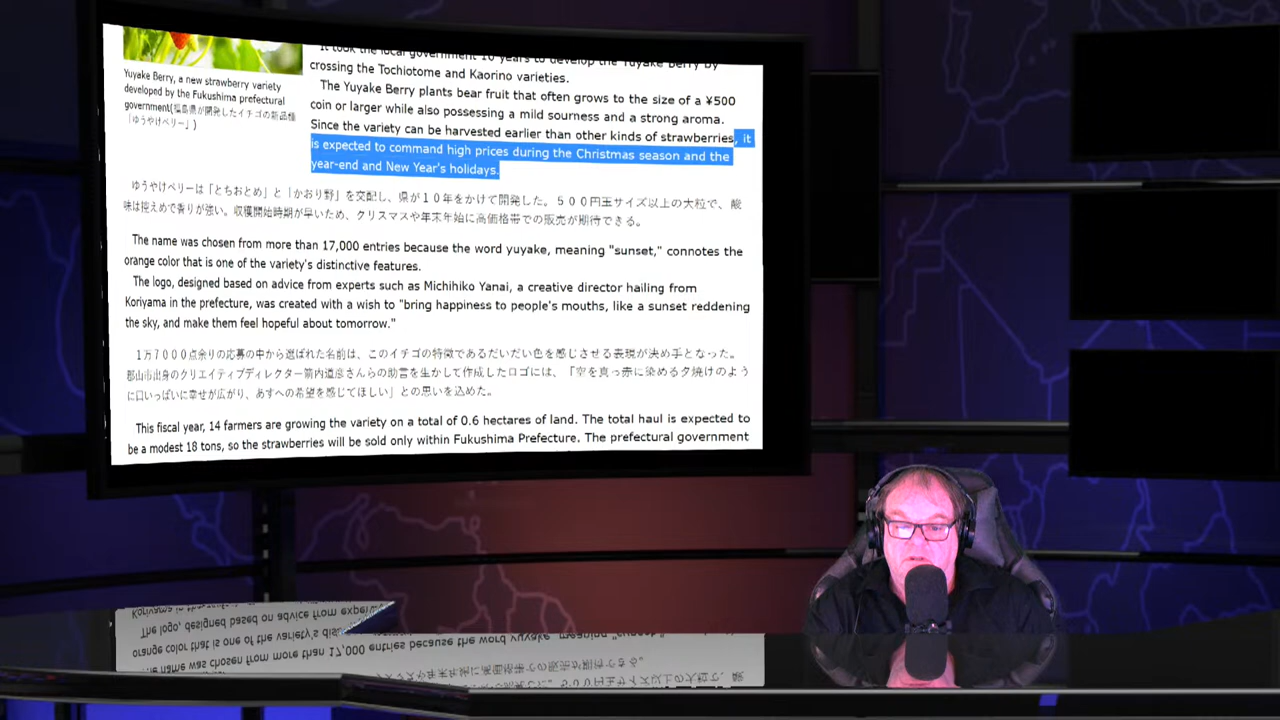 Yuyake Berry, a new strawberry variety
developed by the Fukushima prefectural
government(福島県が開発したイチゴの新品種
「ゆうやけベリー」)
It took the local government 10 years to develop the Yuyake Berry by
crossing the Tochiotome and Kaorino varieties.
The Yuyake Berry plants bear fruit that often grows to the size of a ¥500
coin or larger while also possessing a mild sourness and a strong aroma.
Since the variety can be harvested earlier than other kinds of strawberries, it
is expected to command high prices during the Christmas season and the
year-end and New Year's holidays.
ゆうやけベリーは「とちおとめ」と「かおり野」を交配し、県が10年をかけて開発した。500円玉サイズ以上の大粒で、酸
味は控えめで香りが強い。収穫開始時期が早いため、クリスマスや年末年始に高価格帯での販売が期待できる。
The name was chosen from more than 17,000 entries because the word yuyake, meaning "sunset," connotes the
orange color that is one of the variety's distinctive features.
The logo, designed based on advice from experts such as Michihiko Yanai, a creative director hailing from
Koriyama in the prefecture, was created with a wish to "bring happiness to people's mouths, like a sunset reddening
the sky, and make them feel hopeful about tomorrow."
1万7000点余りの応募の中から選ばれた名前は、このイチゴの特徴であるだいだい色を感じさせる表現が決め手となった。
郡山市出身のクリエイティブディレクター箭内道彦さんらの助言を生かして作成したロゴには、「空を真っ赤に染める夕焼けのよう
に口いっぱいに幸せが広がり、あすへの希望を感じてほしい」との思いを込めた。
This fiscal year, 14 farmers are growing the variety on a total of 0.6 hectares of land. The total haul is expected to
be a modest 18 tons, so the strawberries will be sold only within Fukushima Prefecture. The prefectural government